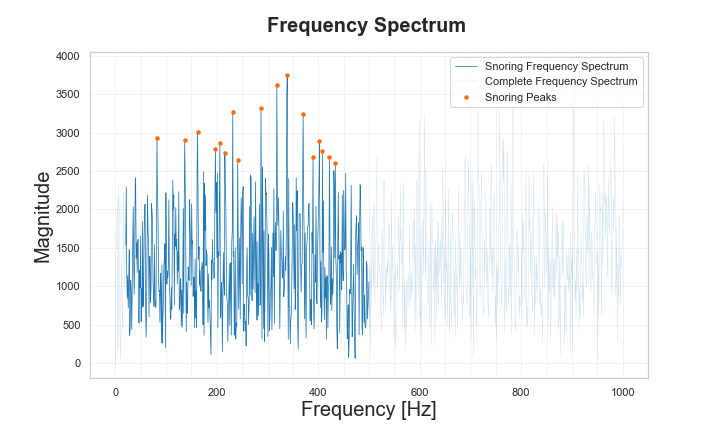 Frequency Spectrum
4000
3500
3000
2500
2000
1500
1000
500
0
Magnitude
Snoring Frequency Spectrum
Complete Frequency Spectrum
Snoring Peaks
0 200 400 600 800 1000
Frequency [Hz]